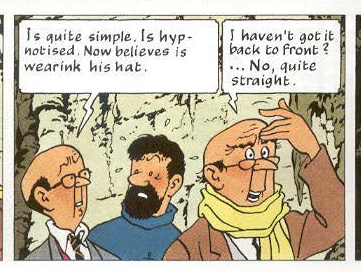 Is quite simple. Is hyp-
notised. Now believes is
wearink his hat.
I haven't got it
back to front?
... No, quite
straight.